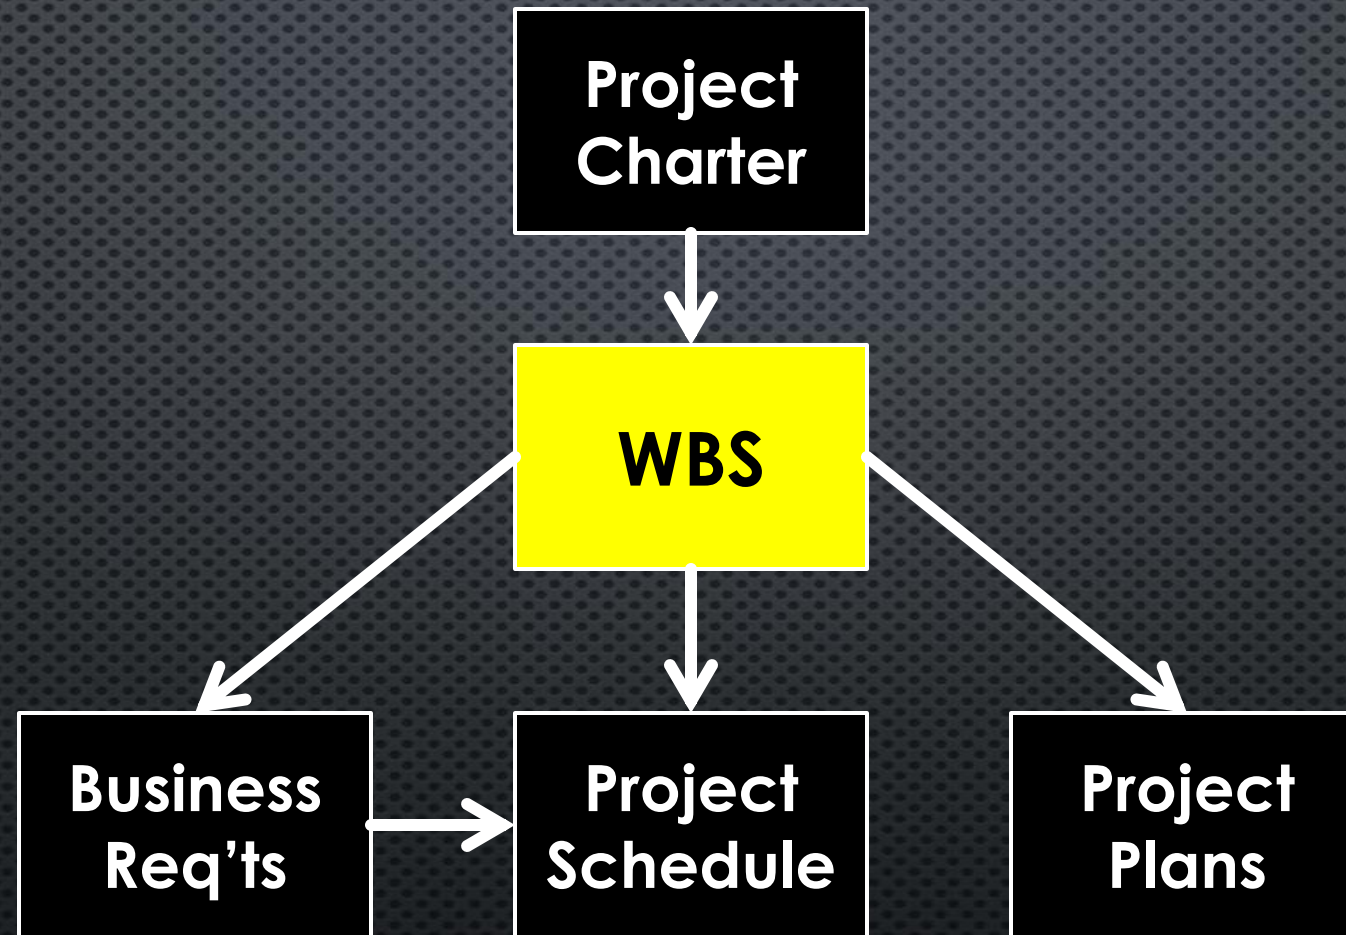 Project
Charter
WBS
Business
Req’ts
Project
Schedule
Project
Plans